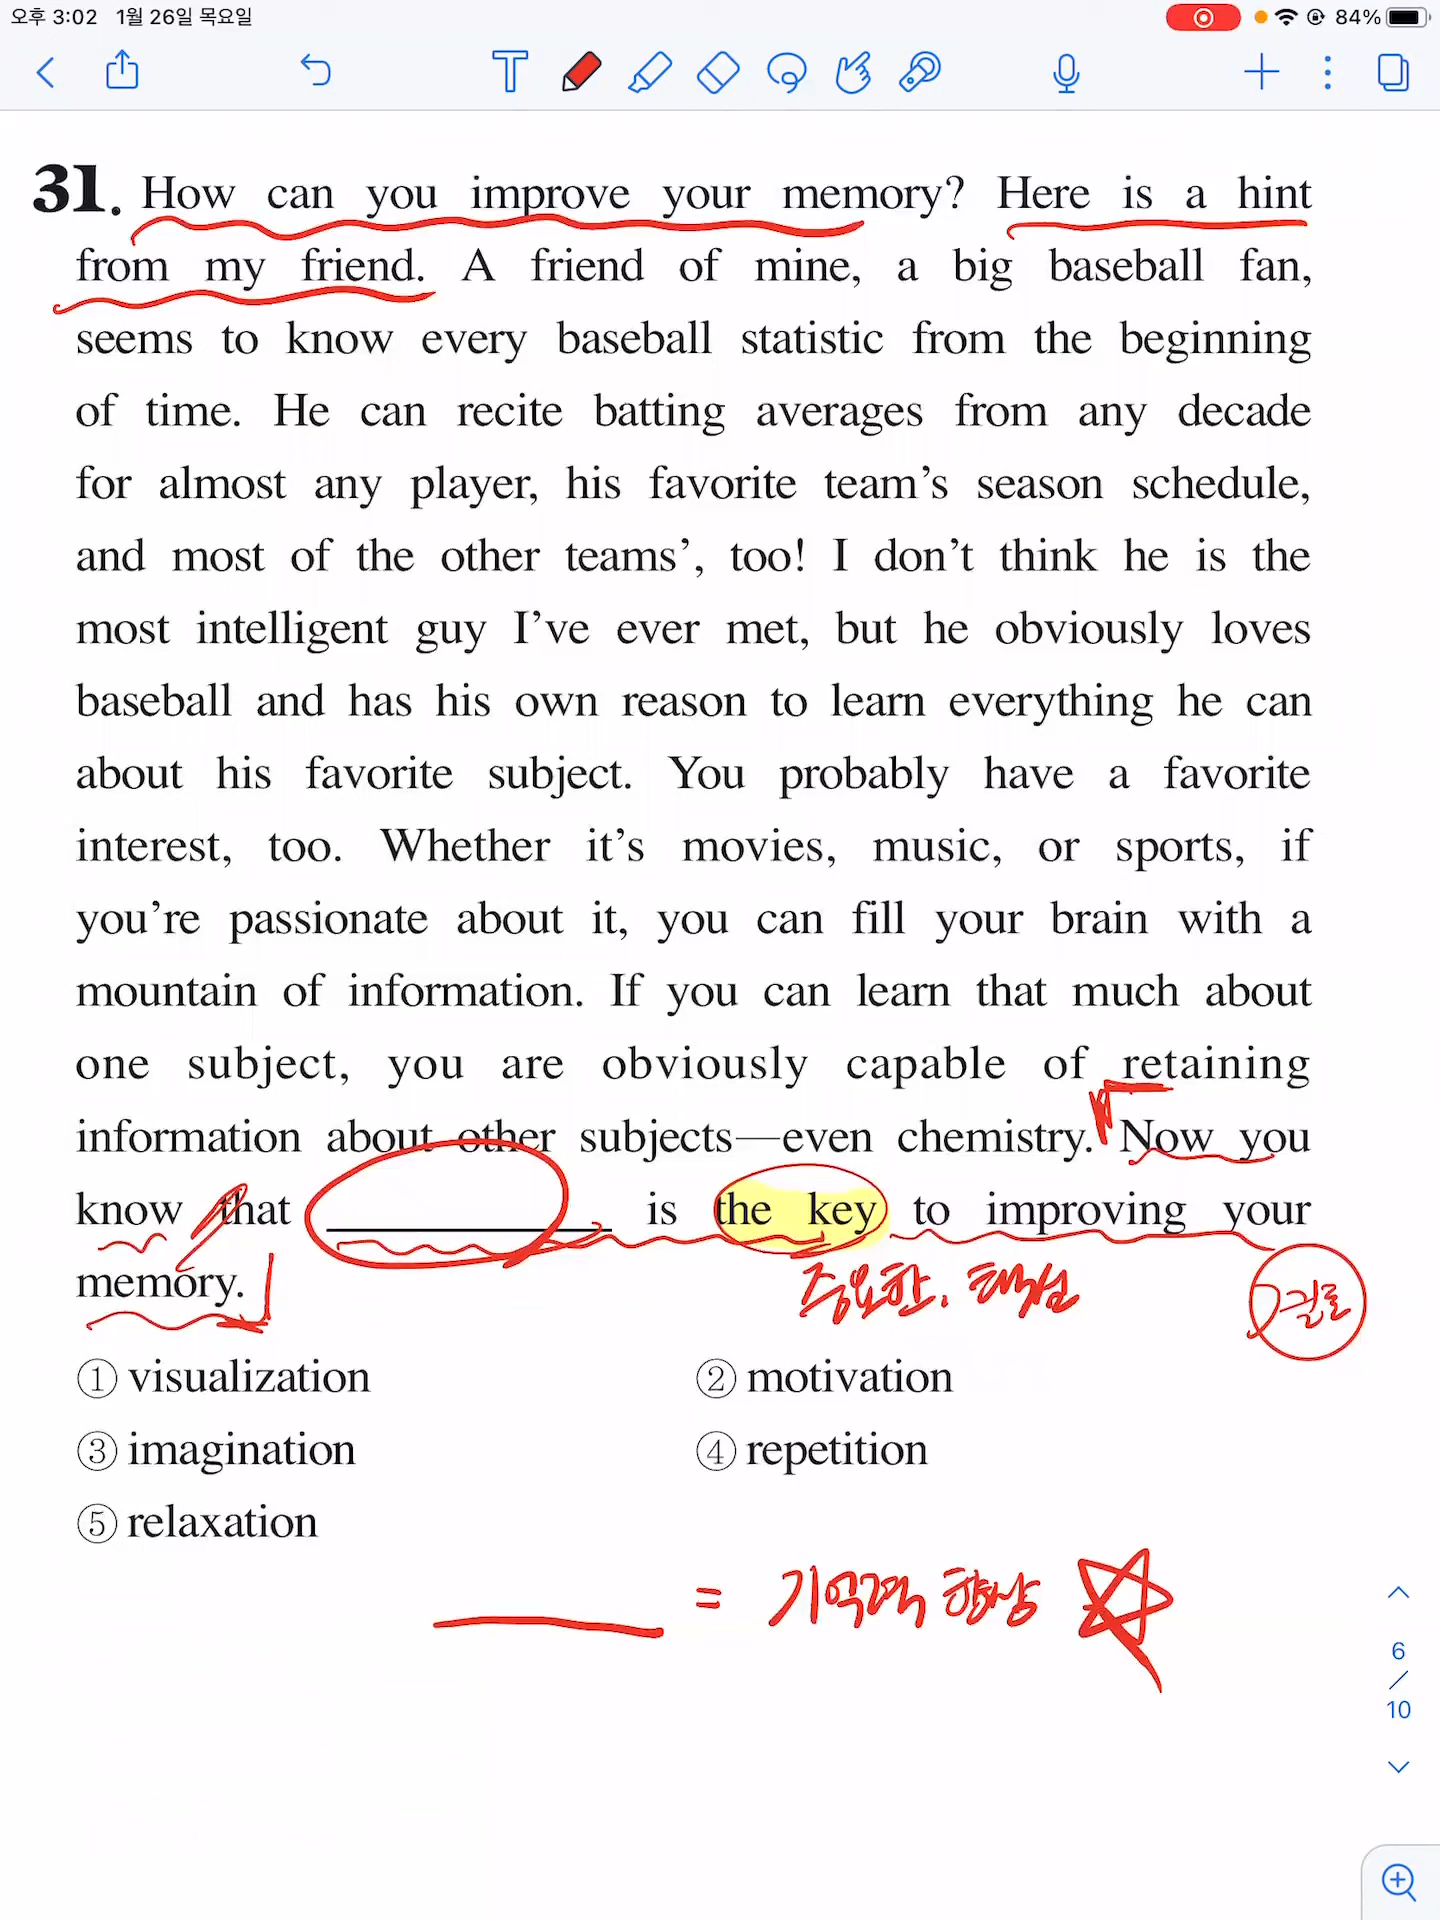 오후 3:02 1월 26일 목요일 84%
T
31. How can you improve your memory? Here is a hint
from my friend. A friend of mine, a big baseball fan,
seems to know every baseball statistic from the beginning
of time. He can recite batting averages from any decade
for almost any player, his favorite team’s season schedule,
and most of the other teams’, too! I don’t think he is the
most intelligent guy I’ve ever met, but he obviously loves
baseball and has his own reason to learn everything he can
about his favorite subject. You probably have a favorite
interest, too. Whether it’s movies, music, or sports, if
you’re passionate about it, you can fill your brain with a
mountain of information. If you can learn that much about
one subject, you are obviously capable of retaining
information about other subjects—even chemistry. Now you
know that ______ is the key to improving your
memory.
중요한, 핵심
결론
① visualization ② motivation
③ imagination ④ repetition
⑤ relaxation
= 기억력 향상
6
/
10